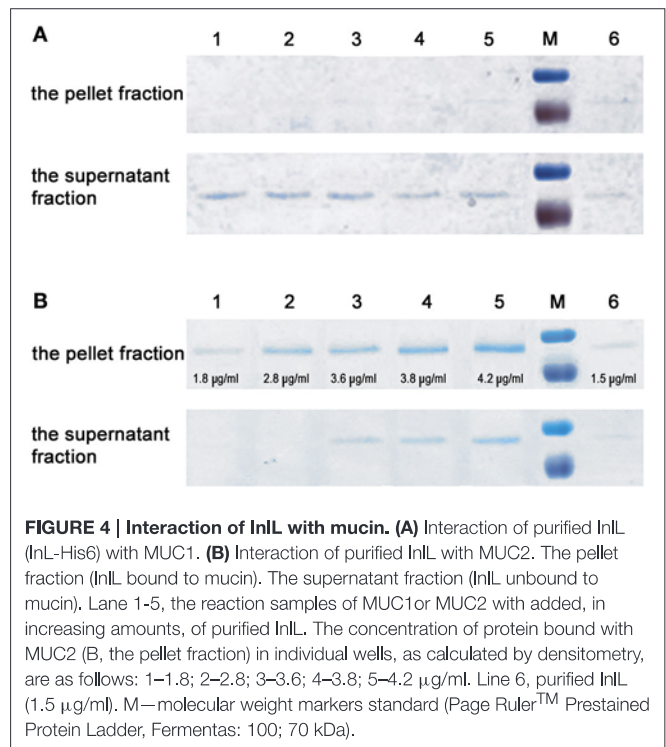 A
1 2 3 4 5 M 6
the pellet fraction
the supernatant
fraction
B
1 2 3 4 5 M 6
the pellet fraction
1.8 µg/ml 2.8 µg/ml 3.6 µg/ml 3.8 µg/ml 4.2 µg/ml 1.5 µg/ml
the supernatant
fraction
FIGURE 4 | Interaction of InlL with mucin. (A) Interaction of purified InlL
(InL-His6) with MUC1. (B) Interaction of purified InlL with MUC2. The pellet
fraction (InlL bound to mucin). The supernatant fraction (InlL unbound to
mucin). Lane 1-5, the reaction samples of MUC1or MUC2 with added, in
increasing amounts, of purified InlL. The concentration of protein bound with
MUC2 (B, the pellet fraction) in individual wells, as calculated by densitometry,
are as follows: 1–1.8; 2–2.8; 3–3.6; 4–3.8; 5–4.2 µg/ml. Line 6, purified InlL
(1.5 µg/ml). M—molecular weight markers standard (Page Ruler™ Prestained
Protein Ladder, Fermentas: 100; 70 kDa).